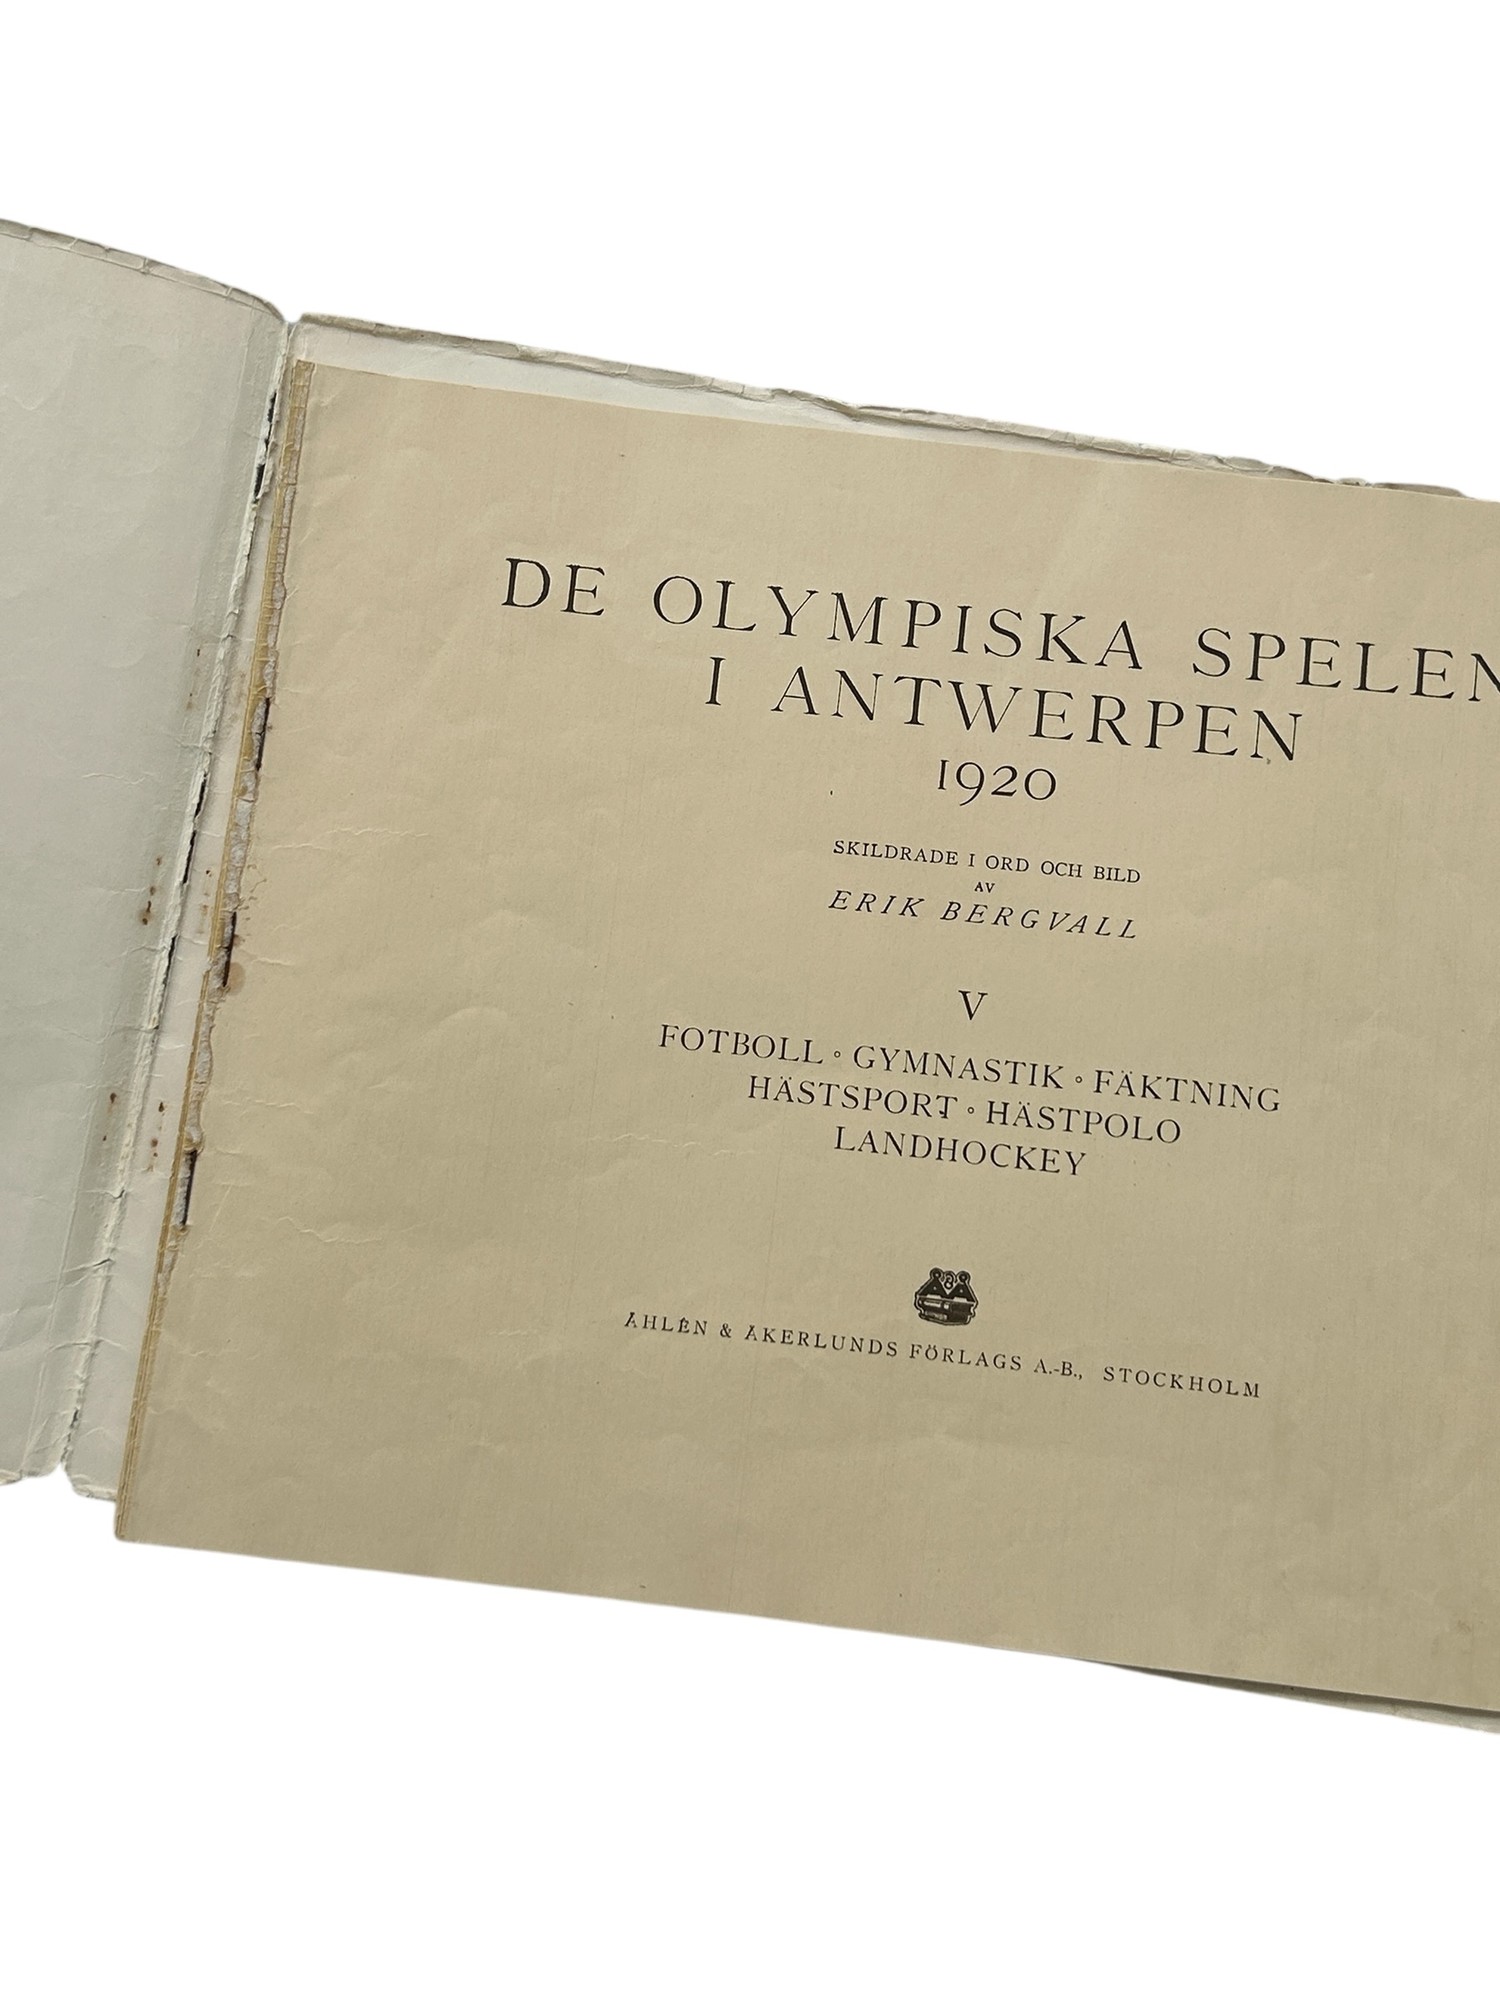 DE OLYMPISKA SPELEN
I ANTWERPEN
1920
SKILDRADE I ORD OCH BILD
AV
ERIK BERGVALL
V
FOTBOLL ∘ GYMNASTIK ∘ FÄKTNING
HÄSTSPORT ∘ HÄSTPOLO
LANDHOCKEY
ÅHLÉN & ÅKERLUNDS FÖRLAGS A.-B., STOCKHOLM